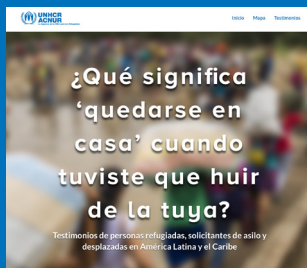 UNHCR
ACNUR
Inicio Mapa Testimonios
¿Qué significa
‘quedarse en
casa’ cuando
tuviste que huir
de la tuya?
Testimonios de personas refugiadas, solicitantes de asilo y
desplazadas en América Latina y el Caribe